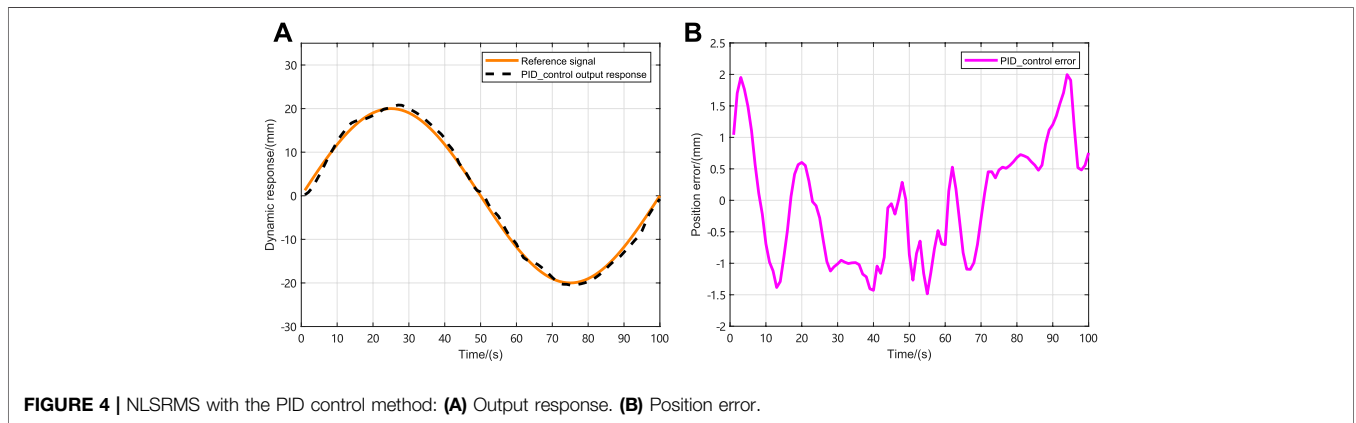 A
Reference signal
PID_control output response
Dynamic response/(mm)
30
20
10
0
-10
-20
-30
0 10 20 30 40 50 60 70 80 90 100
Time/(s)
B
PID_control error
Position error/(mm)
2.5
2
1.5
1
0.5
0
-0.5
-1
-1.5
-2
0 10 20 30 40 50 60 70 80 90 100
Time/(s)
FIGURE 4 | NLSRMS with the PID control method: (A) Output response. (B) Position error.